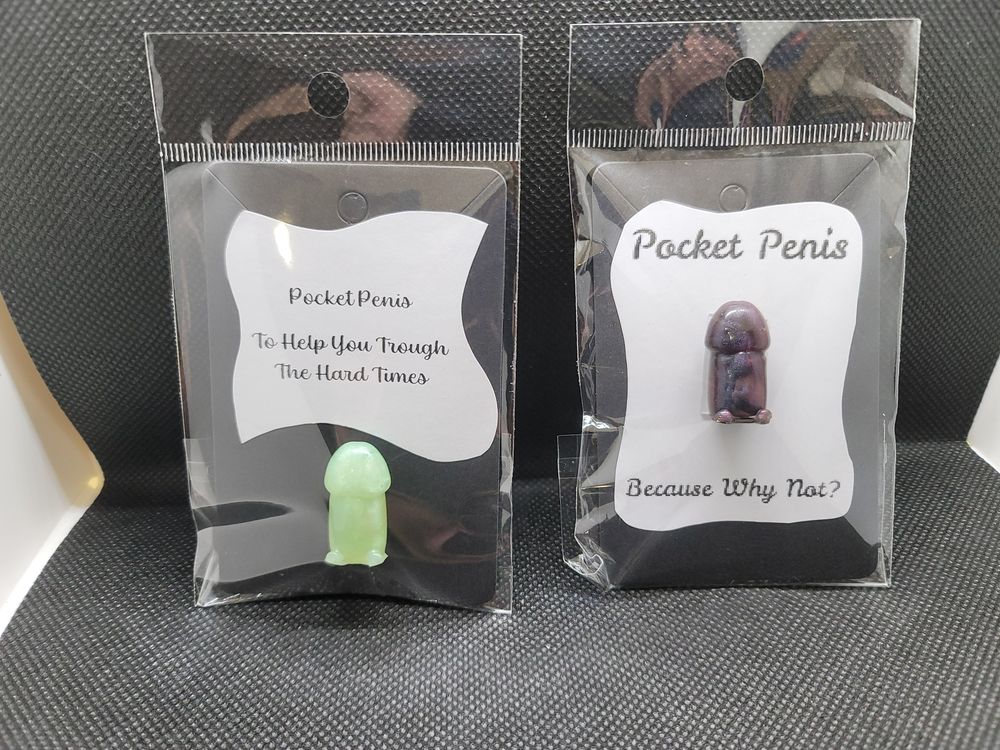 Pocket Penis
To Help You Trough
The Hard Times
Pocket Penis
Because Why Not?